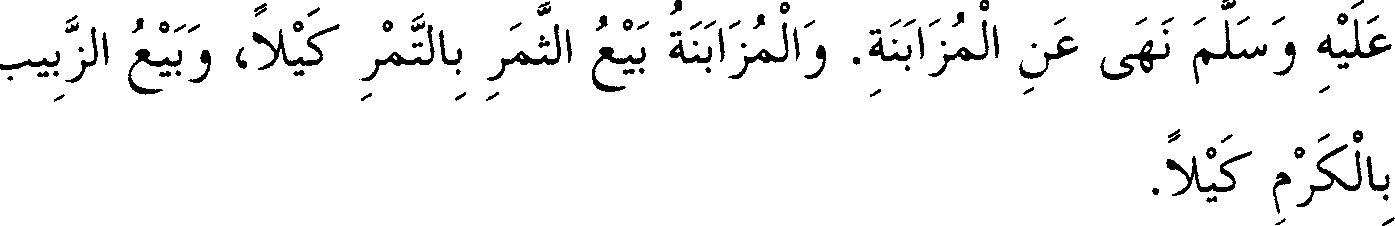 عَلَيْهِ وَسَلَّمَ نَهَى عَنِ الْمُزَابَنَةِ. وَالْمُزَابَنَةُ بَيْعُ الثَّمَرِ بِالتَّمْرِ كَيْلاً، وَبَيْعُ الزَّبِيب
بِالْكَرْمِ كَيْلاً.